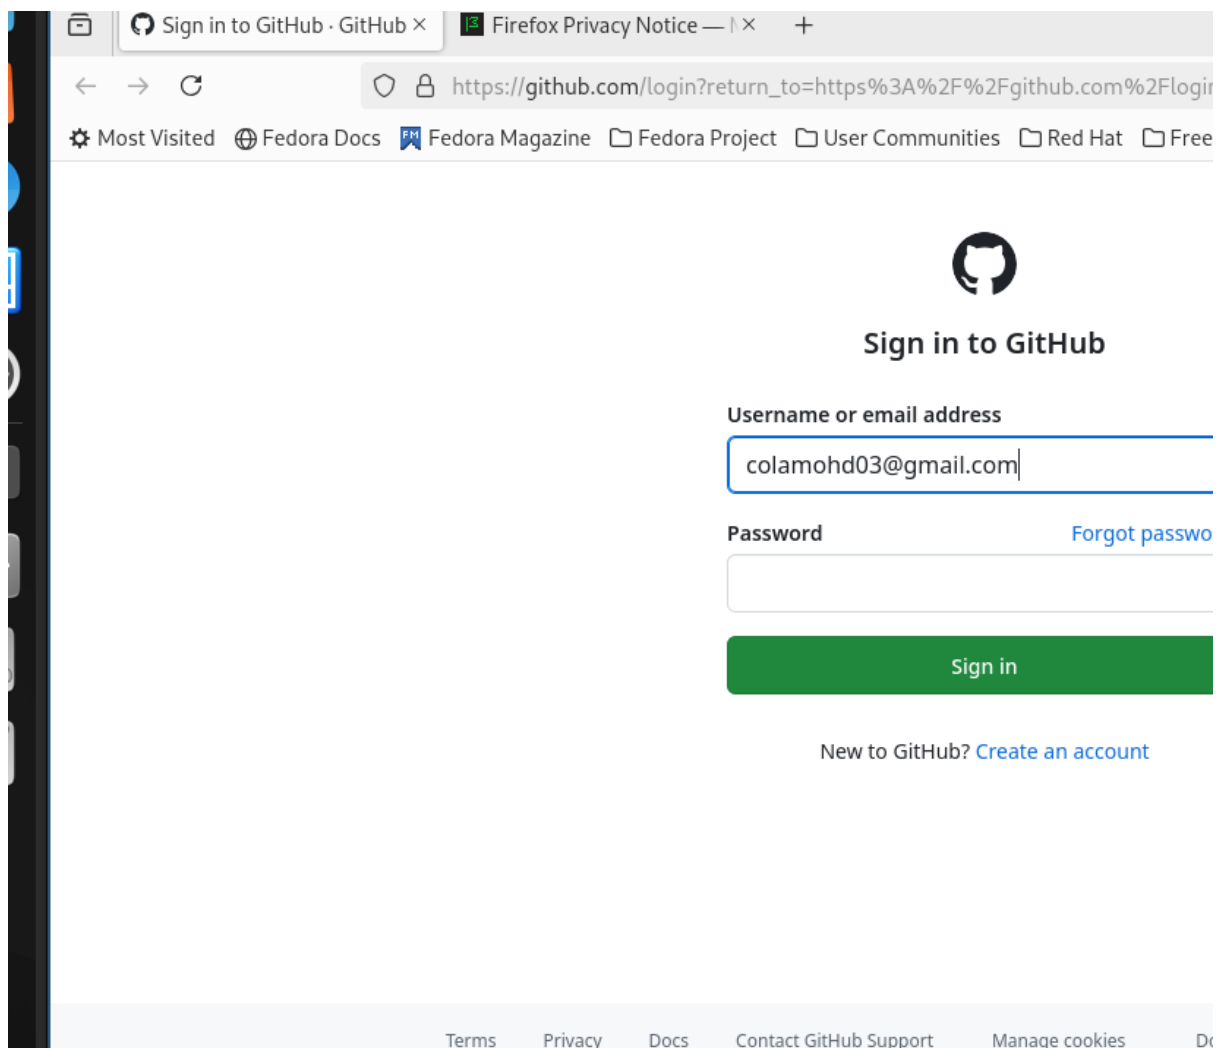 Sign in to GitHub · GitHub
Firefox Privacy Notice —
https://github.com/login?return_to=https%3A%2F%2Fgithub.com%2Flogin
Most Visited Fedora Docs Fedora Magazine Fedora Project User Communities Red Hat Free
Sign in to GitHub
Username or email address
colamohd03@gmail.com
Password Forgot passwo
Sign in
New to GitHub? Create an account
Terms Privacy Docs Contact GitHub Support Manage cookies